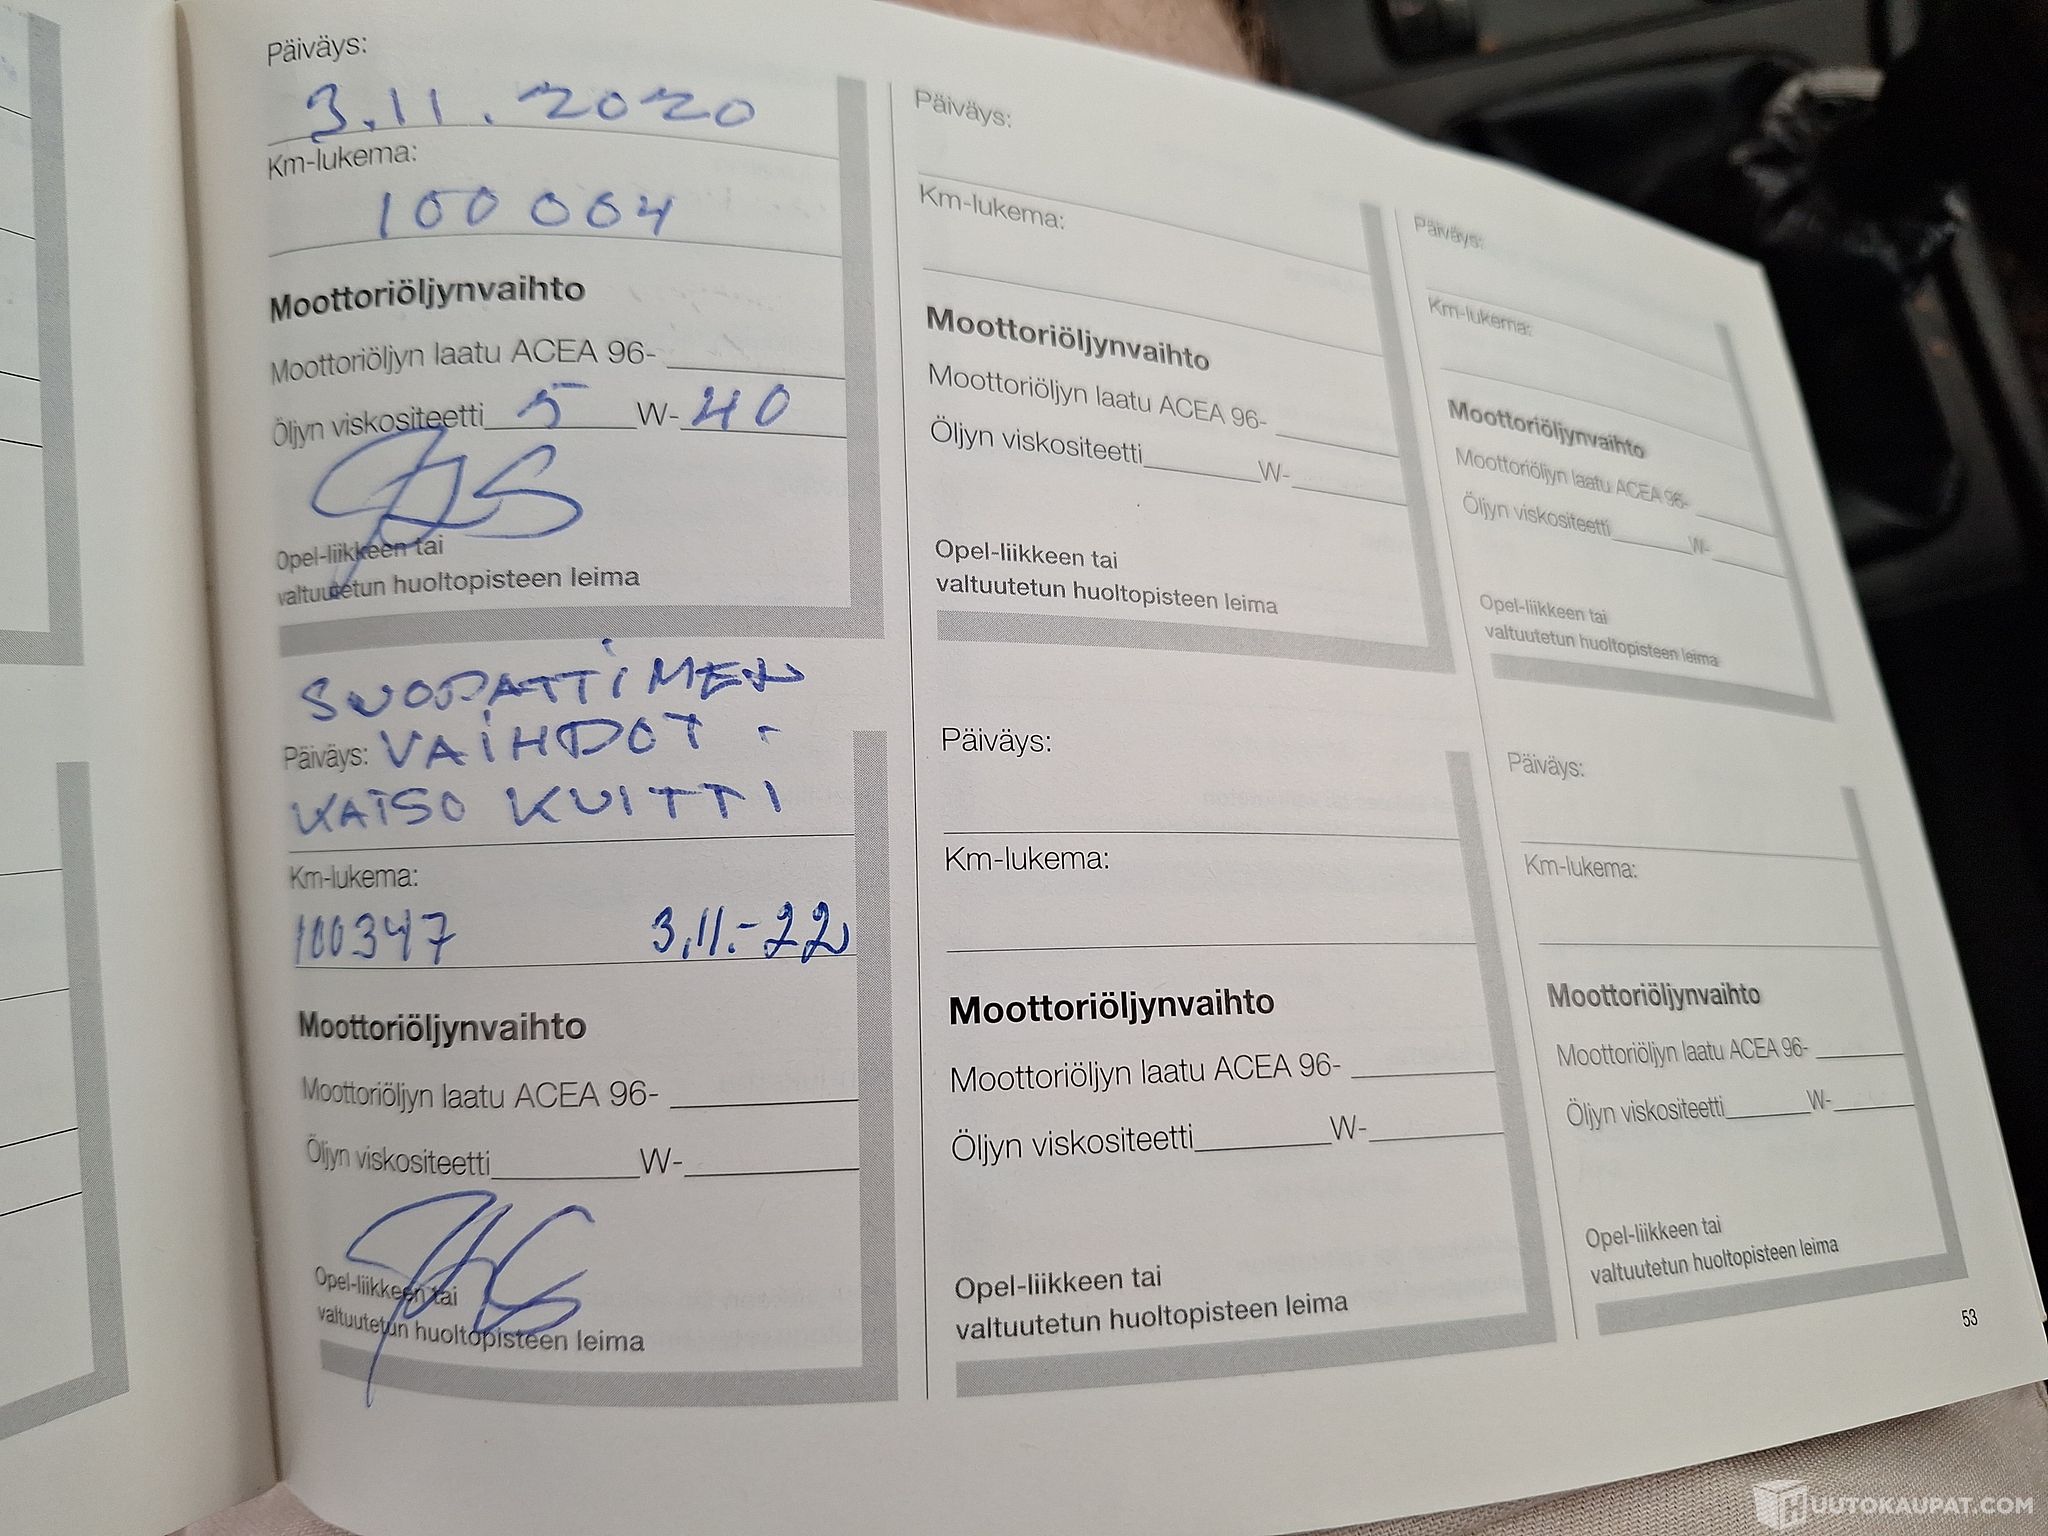 Päiväys:
3.11.2020
Km-lukema:
100 004
Moottoriöljynvaihto
Moottoriöljyn laatu ACEA 96-
Öljyn viskositeetti 5 W- 40
Opel-liikkeen tai
valtuutetun huoltopisteen leima
SUODATTIMEN
Päiväys: VAIHDOT -
KATSO KUITTI
Km-lukema:
100347 3.11.-22
Moottoriöljynvaihto
Moottoriöljyn laatu ACEA 96-
Öljyn viskositeetti W-
Opel-liikkeen tai
valtuutetun huoltopisteen leima
Päiväys:
Km-lukema:
Moottoriöljynvaihto
Moottoriöljyn laatu ACEA 96-
Öljyn viskositeetti W-
Opel-liikkeen tai
valtuutetun huoltopisteen leima
Päiväys:
Km-lukema:
Moottoriöljynvaihto
Moottoriöljyn laatu ACEA 96-
Öljyn viskositeetti W-
Opel-liikkeen tai
valtuutetun huoltopisteen leima
Päiväys:
Km-lukema:
Moottoriöljynvaihto
Moottoriöljyn laatu ACEA 96-
Öljyn viskositeetti W-
Opel-liikkeen tai
valtuutetun huoltopisteen leima
Päiväys:
Km-lukema:
Moottoriöljynvaihto
Moottoriöljyn laatu ACEA 96-
Öljyn viskositeetti W-
Opel-liikkeen tai
valtuutetun huoltopisteen leima
53
HUUTOKAUPAT.COM